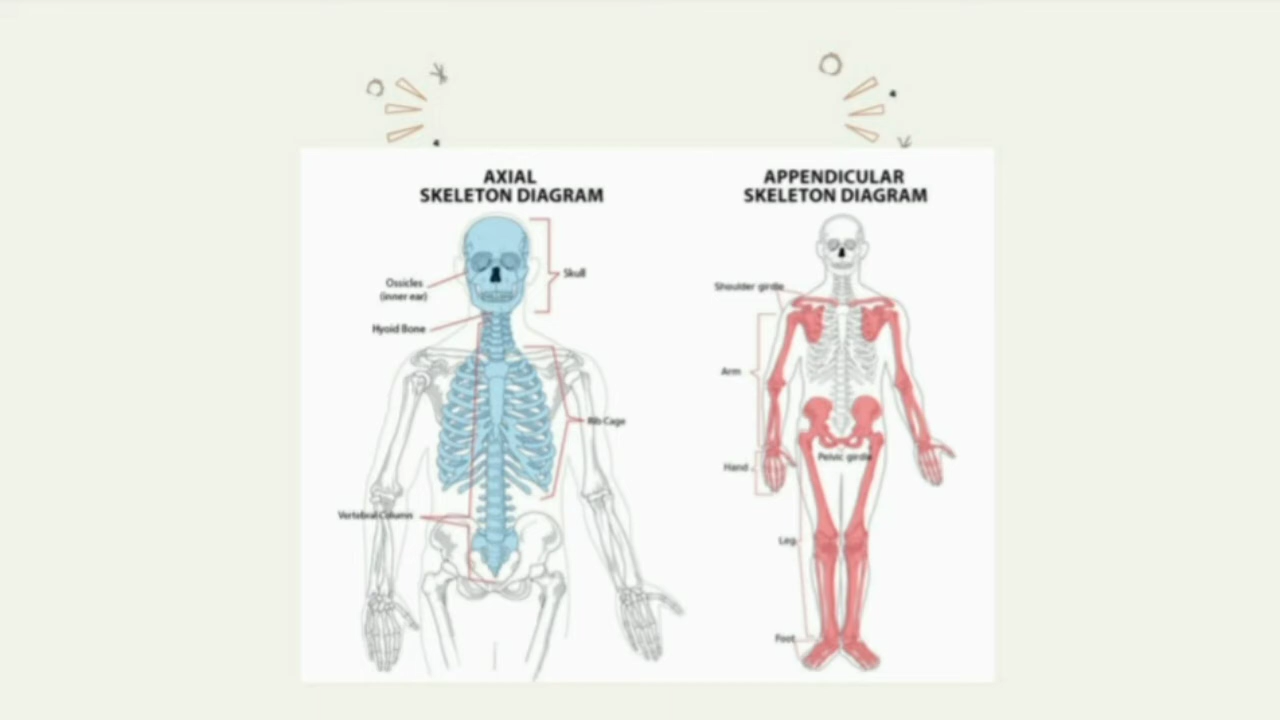 AXIAL
SKELETON DIAGRAM
Ossicles
(inner ear)
Skull
Hyoid Bone
Rib Cage
Vertebral Column
APPENDICULAR
SKELETON DIAGRAM
Shoulder girdle
Arm
Pelvic girdle
Hand
Leg
Foot